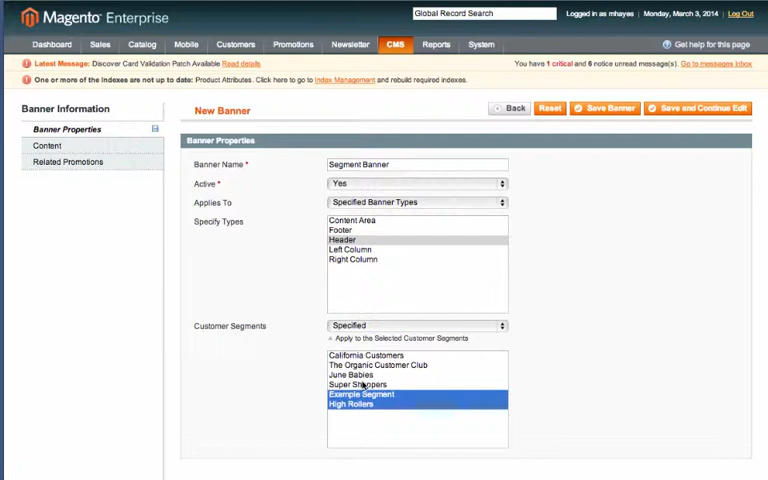 Magento Enterprise
Global Record Search
Logged in as mhayes | Monday, March 3, 2014 | Log Out
Dashboard Sales Catalog Mobile Customers Promotions Newsletter CMS Reports System Get help for this page
Latest Message: Discover Card Validation Patch Available Read details You have 1 critical and 6 notice unread message(s). Go to messages inbox
One or more of the Indexes are not up to date: Product Attributes. Click here to go to Index Management and rebuild required indexes.
Banner Information
Banner Properties
Content
Related Promotions
New Banner
Back Reset Save Banner Save and Continue Edit
Banner Properties
Banner Name * Segment Banner
Active * Yes
Applies To Specified Banner Types
Specify Types
Content Area
Footer
Header
Left Column
Right Column
Customer Segments Specified
Apply to the Selected Customer Segments
California Customers
The Organic Customer Club
June Babies
Super Shoppers
Example Segment
High Rollers